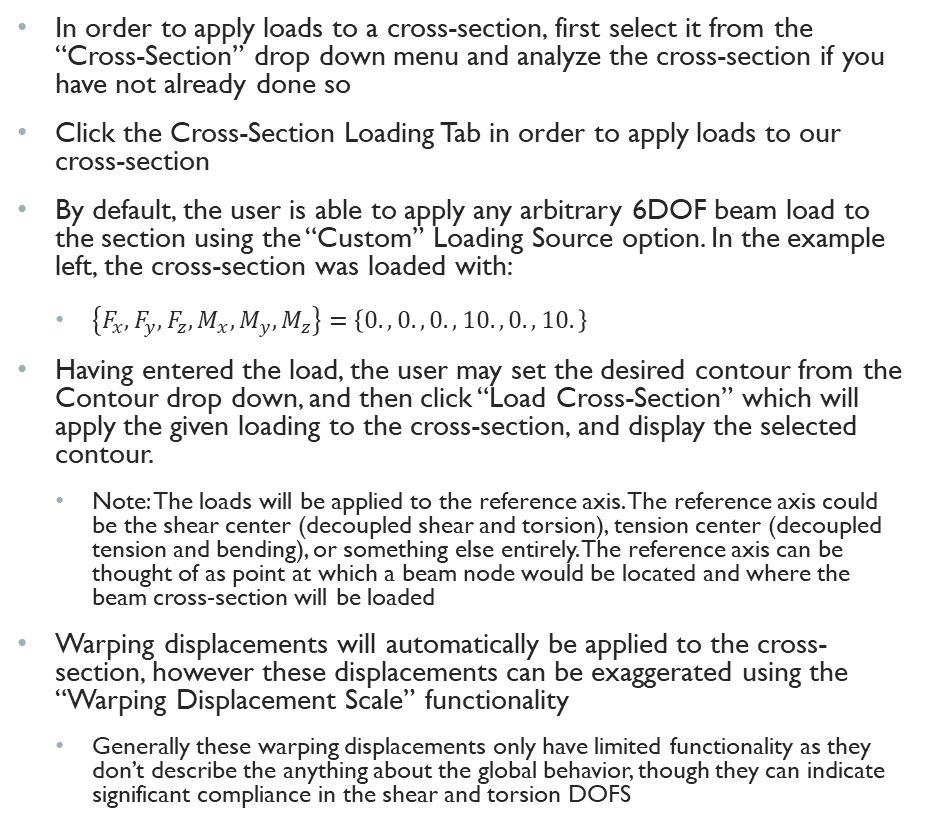 • In order to apply loads to a cross-section, first select it from the
“Cross-Section” drop down menu and analyze the cross-section if you
have not already done so
• Click the Cross-Section Loading Tab in order to apply loads to our
cross-section
• By default, the user is able to apply any arbitrary 6DOF beam load to
the section using the “Custom” Loading Source option. In the example
left, the cross-section was loaded with:
• {F_x, F_y, F_z, M_x, M_y, M_z} = {0., 0., 0., 10., 0., 10.}
• Having entered the load, the user may set the desired contour from the
Contour drop down, and then click “Load Cross-Section” which will
apply the given loading to the cross-section, and display the selected
contour.
• Note: The loads will be applied to the reference axis. The reference axis could
be the shear center (decoupled shear and torsion), tension center (decoupled
tension and bending), or something else entirely. The reference axis can be
thought of as point at which a beam node would be located and where the
beam cross-section will be loaded
• Warping displacements will automatically be applied to the cross-
section, however these displacements can be exaggerated using the
“Warping Displacement Scale” functionality
• Generally these warping displacements only have limited functionality as they
don’t describe the anything about the global behavior, though they can indicate
significant compliance in the shear and torsion DOFS